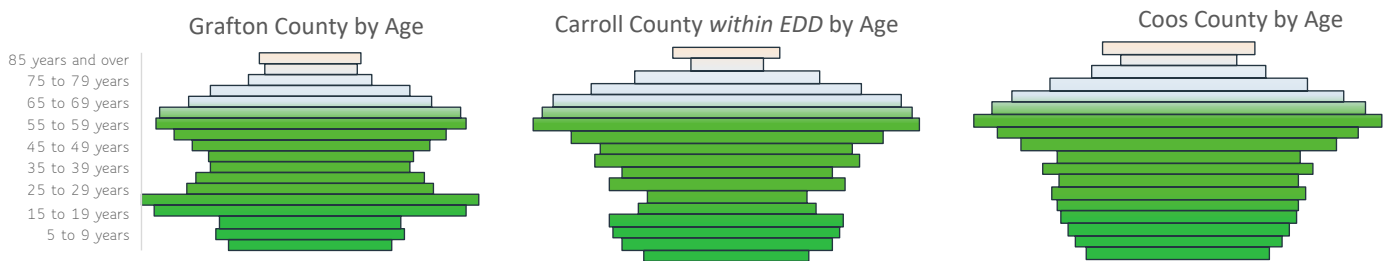 Grafton County by Age
Carroll County within EDD by Age
Coos County by Age
85 years and over
75 to 79 years
65 to 69 years
55 to 59 years
45 to 49 years
35 to 39 years
25 to 29 years
15 to 19 years
5 to 9 years